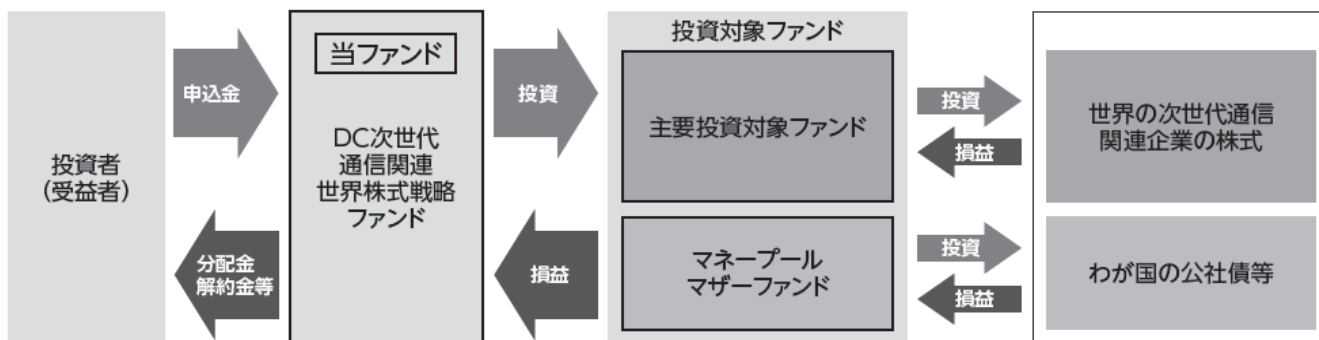 投資者
(受益者)
申込金
分配金
解約金等
当ファンド
DC次世代
通信関連
世界株式戦略
ファンド
投資
損益
投資対象ファンド
主要投資対象ファンド
マネープール
マザーファンド
投資
損益
投資
損益
世界の次世代通信
関連企業の株式
わが国の公社債等